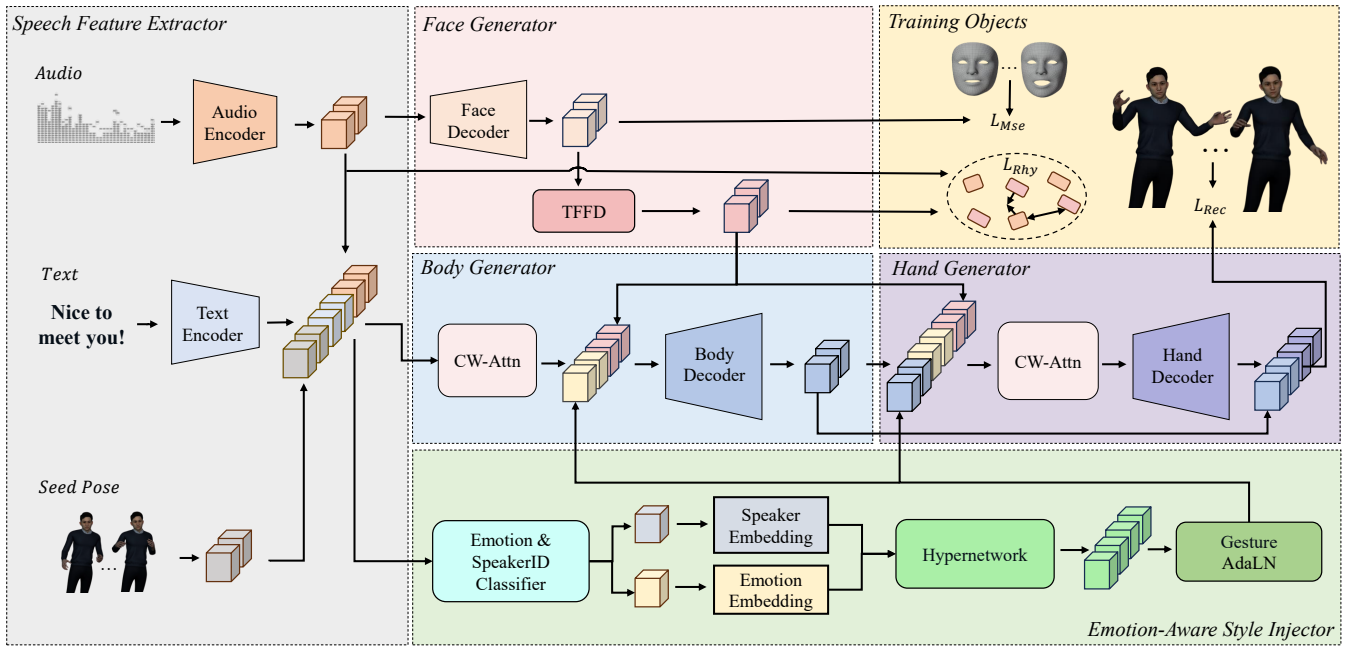 Speech Feature Extractor
Audio
Audio
Encoder
Text
Nice to
meet you!
Text
Encoder
Seed Pose
...
Face Generator
Face
Decoder
TFFD
Training Objects
...
L_Mse
L_Rhy
...
L_Rec
Body Generator
CW-Attn
Body
Decoder
Hand Generator
CW-Attn
Hand
Decoder
Emotion &
SpeakerID
Classifier
Speaker
Embedding
Emotion
Embedding
Hypernetwork
Gesture
AdaLN
Emotion-Aware Style Injector